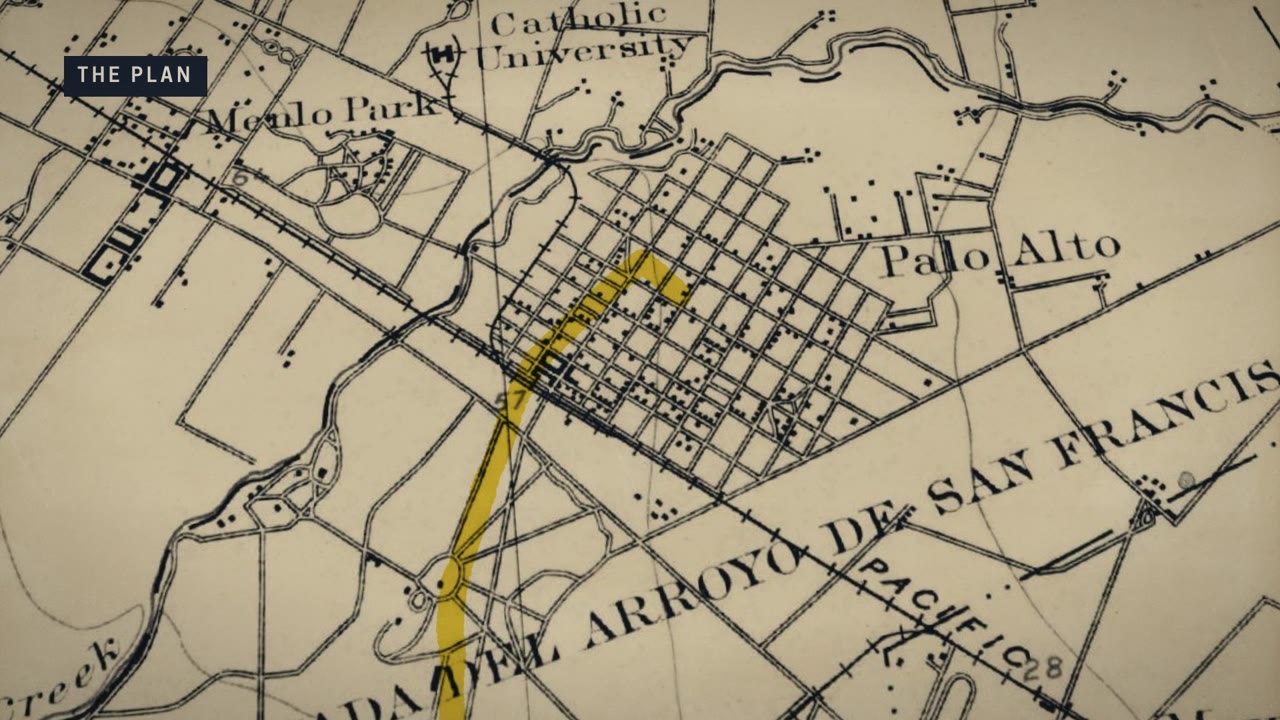 THE PLAN
Catholic
University
Menlo Park
Palo Alto
57
ARROYO DE SAN FRANCIS
DEL
ADA
PACIFIC
28
Creek